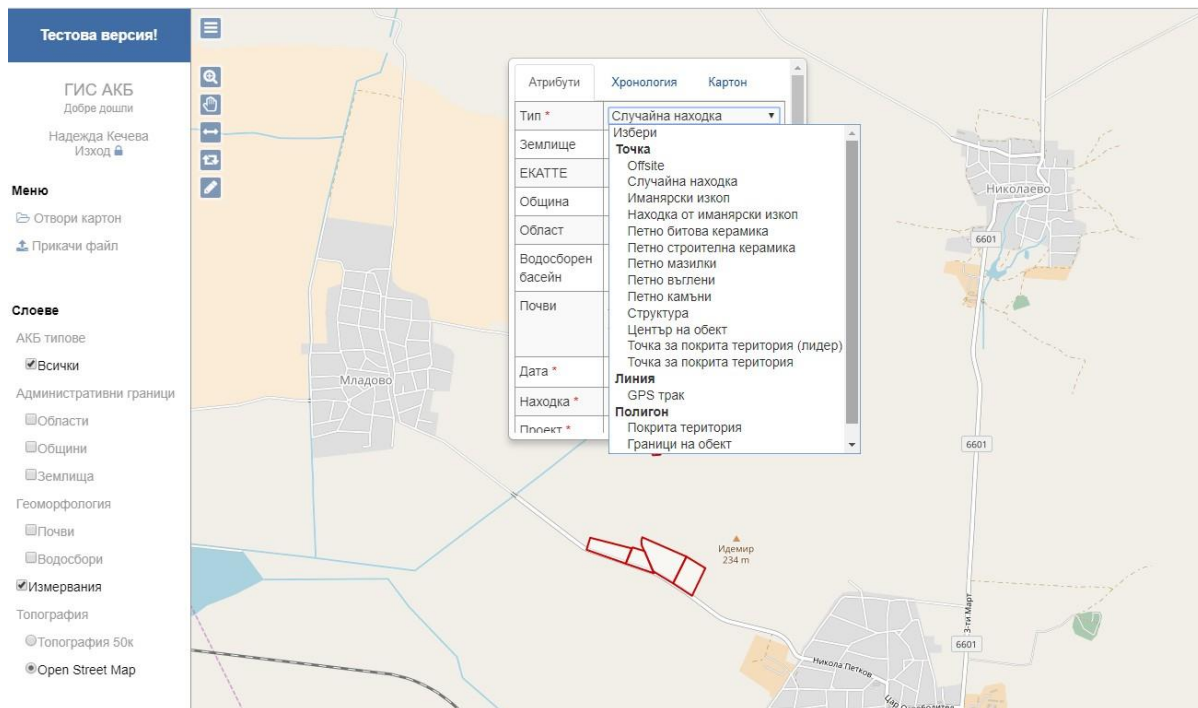 Тестова версия!
ГИС АКБ
Добре дошли
Надежда Кечева
Изход
Меню
Отвори картон
Прикачи файл
Слоеве
АКБ типове
Всички
Административни граници
Области
Общини
Землища
Геоморфология
Почви
Водосбори
Измервания
Топография
Топография 50к
Open Street Map
Атрибути Хронология Картон
Тип * Случайна находка
Землище
ЕКАТТЕ
Община
Област
Водосборен
басейн
Почви
Дата *
Находка *
Проект *
Избери
Точка
Offsite
Случайна находка
Иманярски изкоп
Находка от иманярски изкоп
Петно битова керамика
Петно строителна керамика
Петно мазилки
Петно въглени
Петно камъни
Структура
Център на обект
Точка за покрита територия (лидер)
Точка за покрита територия
Линия
GPS трак
Полигон
Покрита територия
Граници на обект
Младово
Николаево
6601
6601
Идемир
234 m
3-ти Март
6601
Никола Петков
Цар Освободител